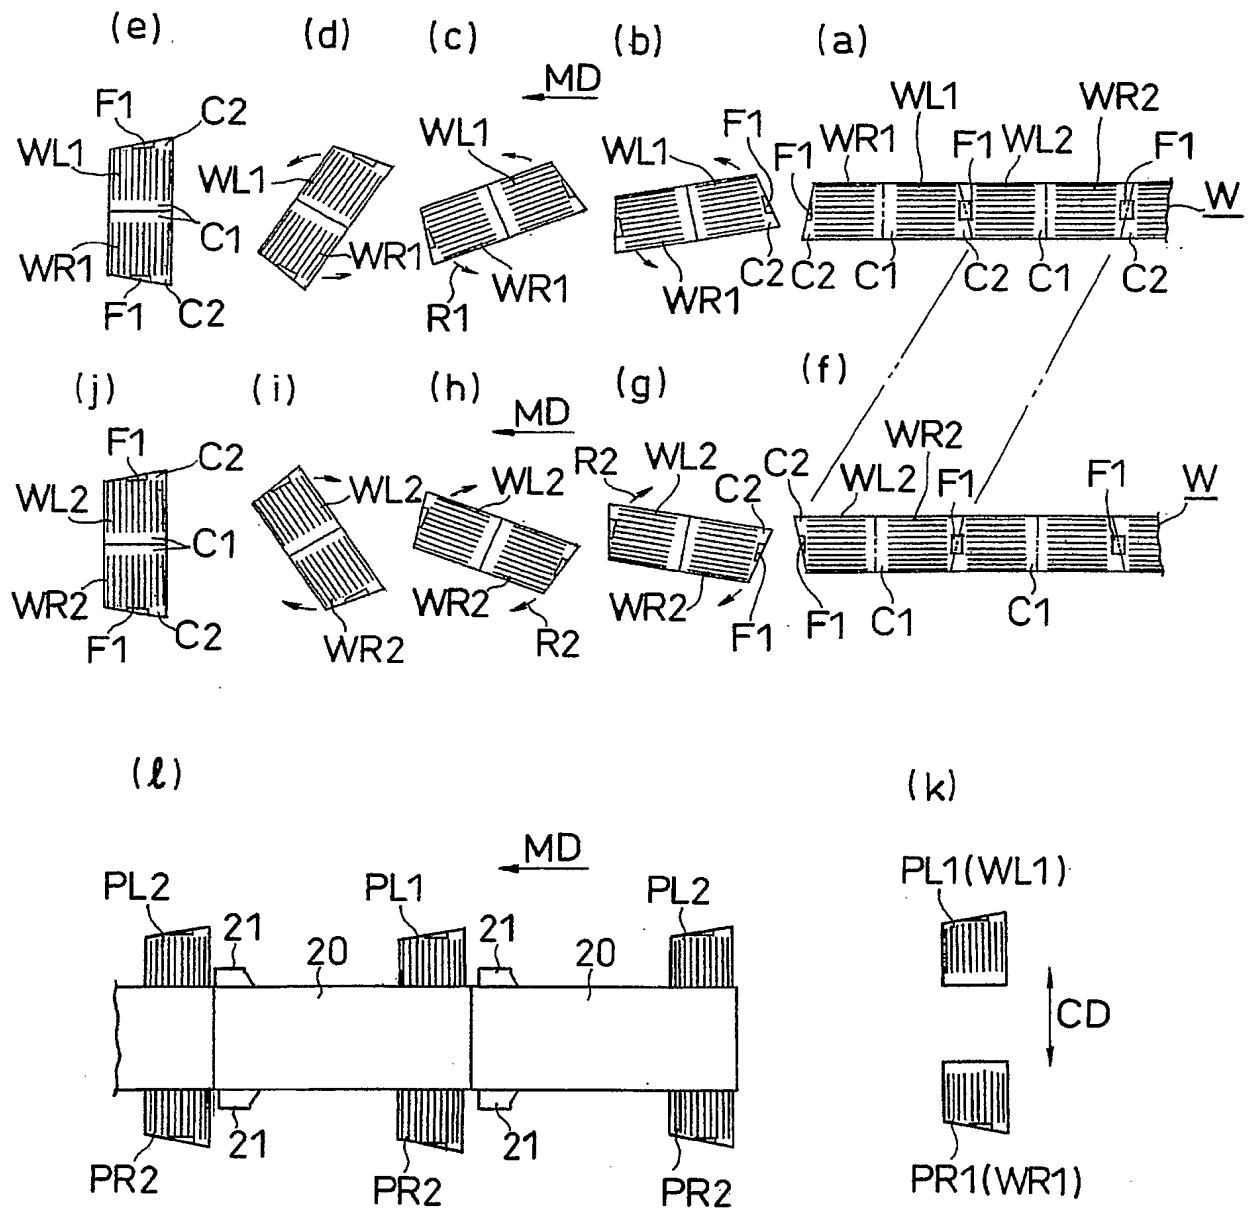 (e) (d) (c) (b) (a)
MD
F1 C2 WL1 C1 WR1 F1 C2
WL1 WR1
WL1 R1 WR1
WL1 F1 WR1 C2
F1 WR1 WL1 F1 WL2 WR2 F1 W
C2 C1 C2 C1 C2
(j) (i) (h) (g) (f)
MD
F1 C2 WL2 C1 WR2 F1 C2
WL2 WR2
WL2 WR2 R2
R2 WL2 C2 WR2 F1
C2 WL2 WR2 F1 F1 W
F1 C1 C1
(ℓ) (k)
MD
PL2 21 20 PL1 21 20 PL2
PR2 21 PR2 21 PR2
PL1(WL1)
CD
PR1(WR1)